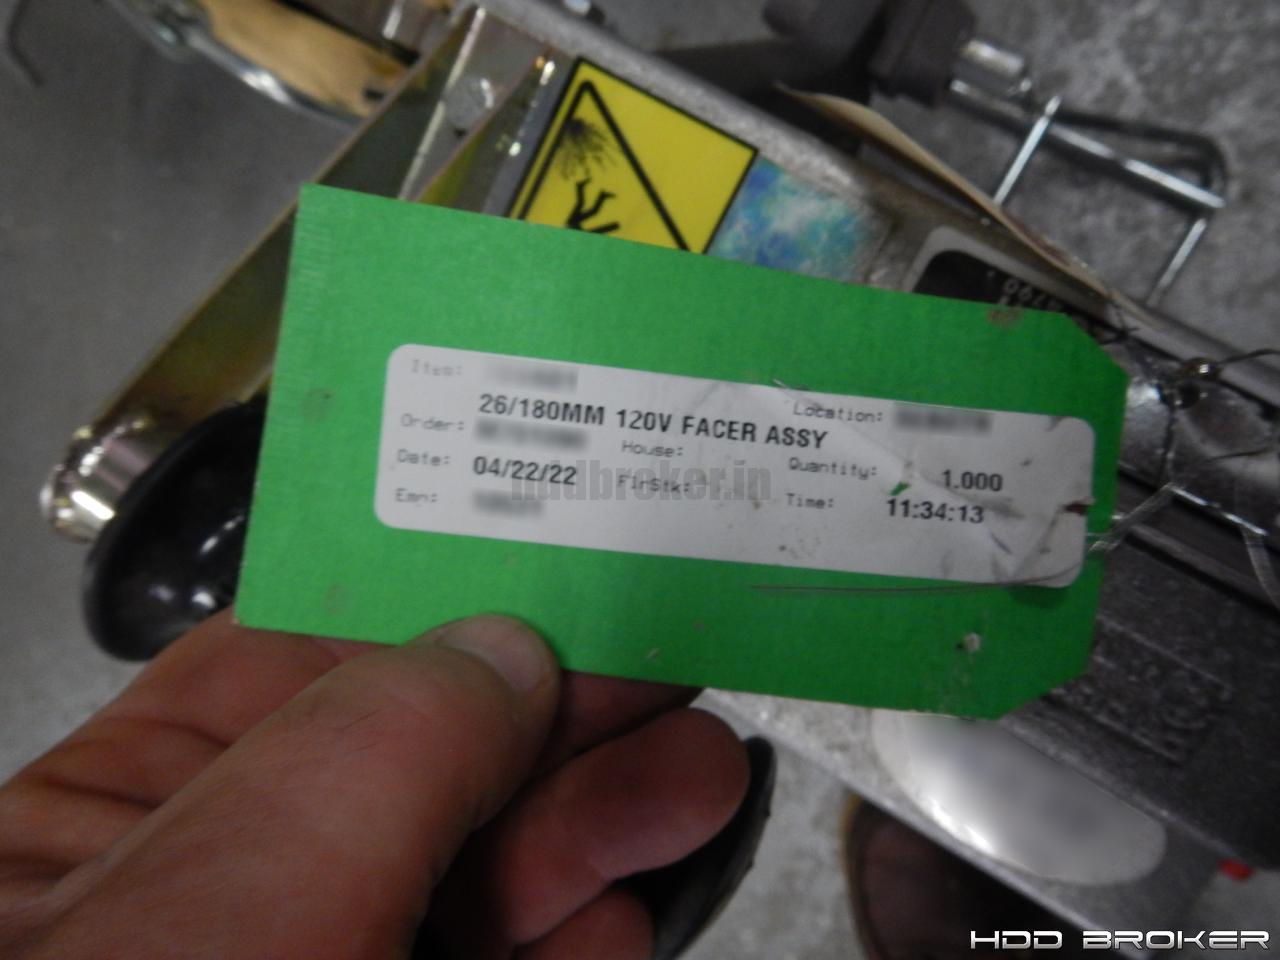 Item:
26/180MM 120V FACER ASSY
Location:
Order:
House:
Quantity: 1.000
Date: 04/22/22
FlrStk:
Time: 11:34:13
Emp:
hddbroker.in
HDD BROKER